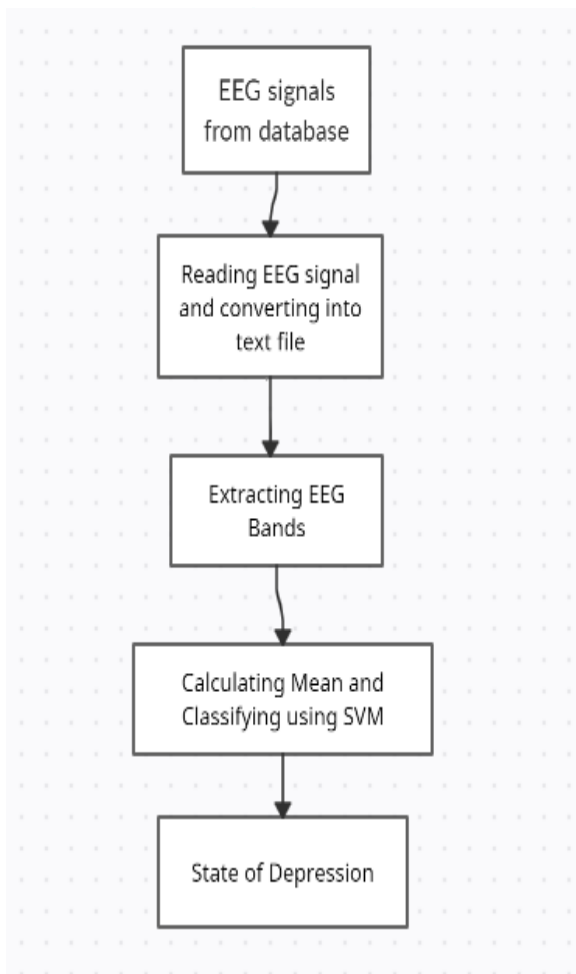 EEG signals
from database
Reading EEG signal
and converting into
text file
Extracting EEG
Bands
Calculating Mean and
Classifying using SVM
State of Depression